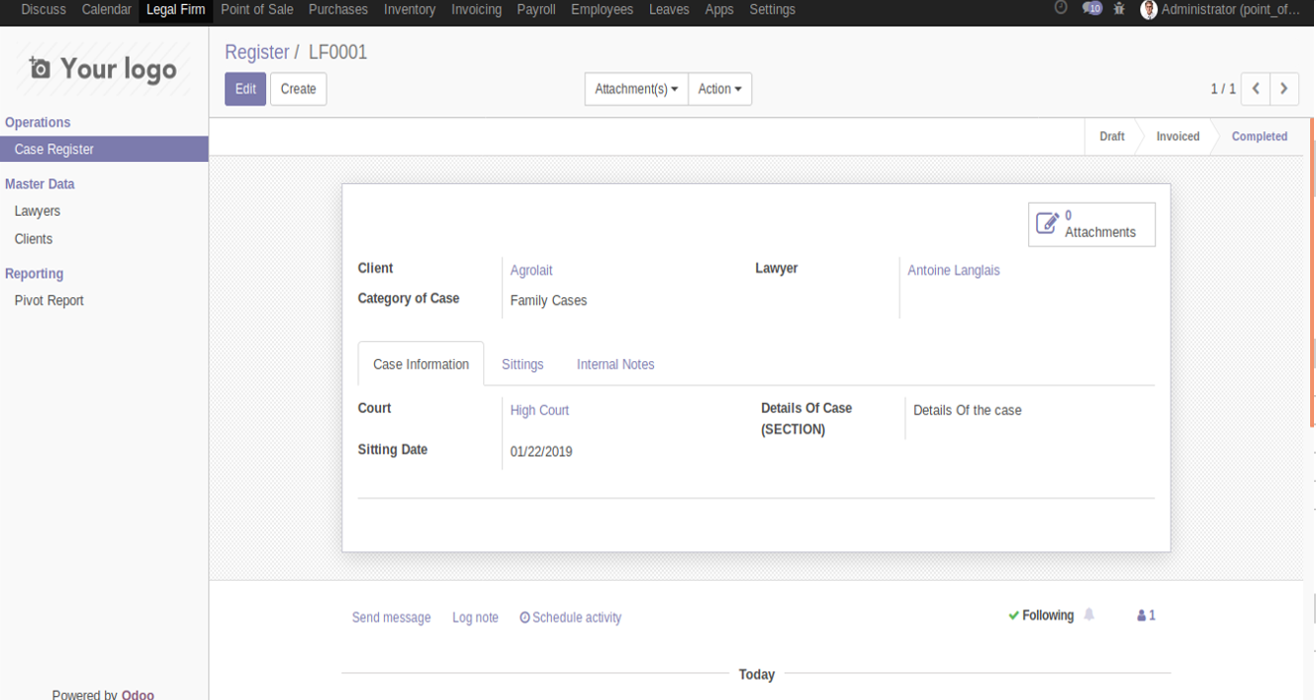 Discuss Calendar Legal Firm Point of Sale Purchases Inventory Invoicing Payroll Employees Leaves Apps Settings 10 Administrator (point_of...
Your logo
Register / LF0001
Edit Create Attachment(s) Action 1 / 1
Operations
Case Register
Master Data
Lawyers
Clients
Reporting
Pivot Report
Draft Invoiced Completed
0
Attachments
Client Agrolait Lawyer Antoine Langlais
Category of Case Family Cases
Case Information Sittings Internal Notes
Court High Court Details Of Case Details Of the case
(SECTION)
Sitting Date 01/22/2019
Send message Log note Schedule activity Following 1
Today
Powered by Odoo